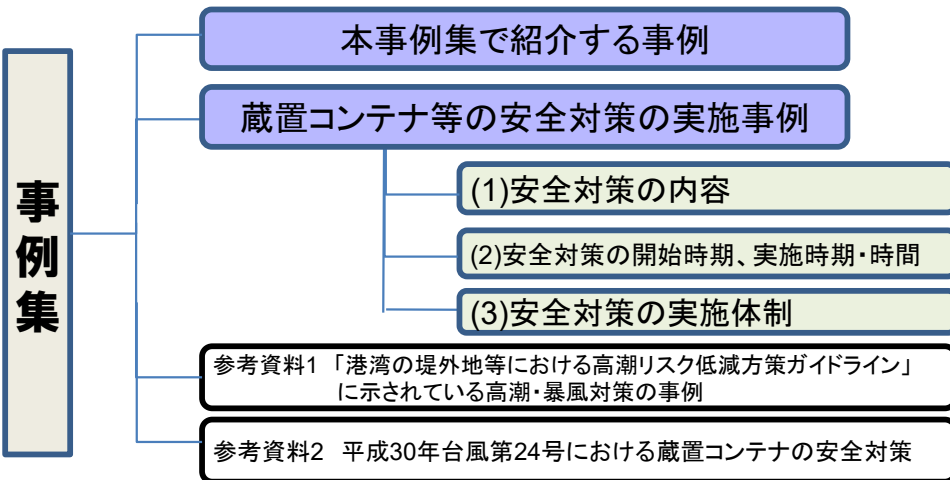 事例集
本事例集で紹介する事例
蔵置コンテナ等の安全対策の実施事例
(1)安全対策の内容
(2)安全対策の開始時期、実施時期・時間
(3)安全対策の実施体制
参考資料1 「港湾の堤外地等における高潮リスク低減方策ガイドライン」
に示されている高潮・暴風対策の事例
参考資料2 平成30年台風第24号における蔵置コンテナの安全対策